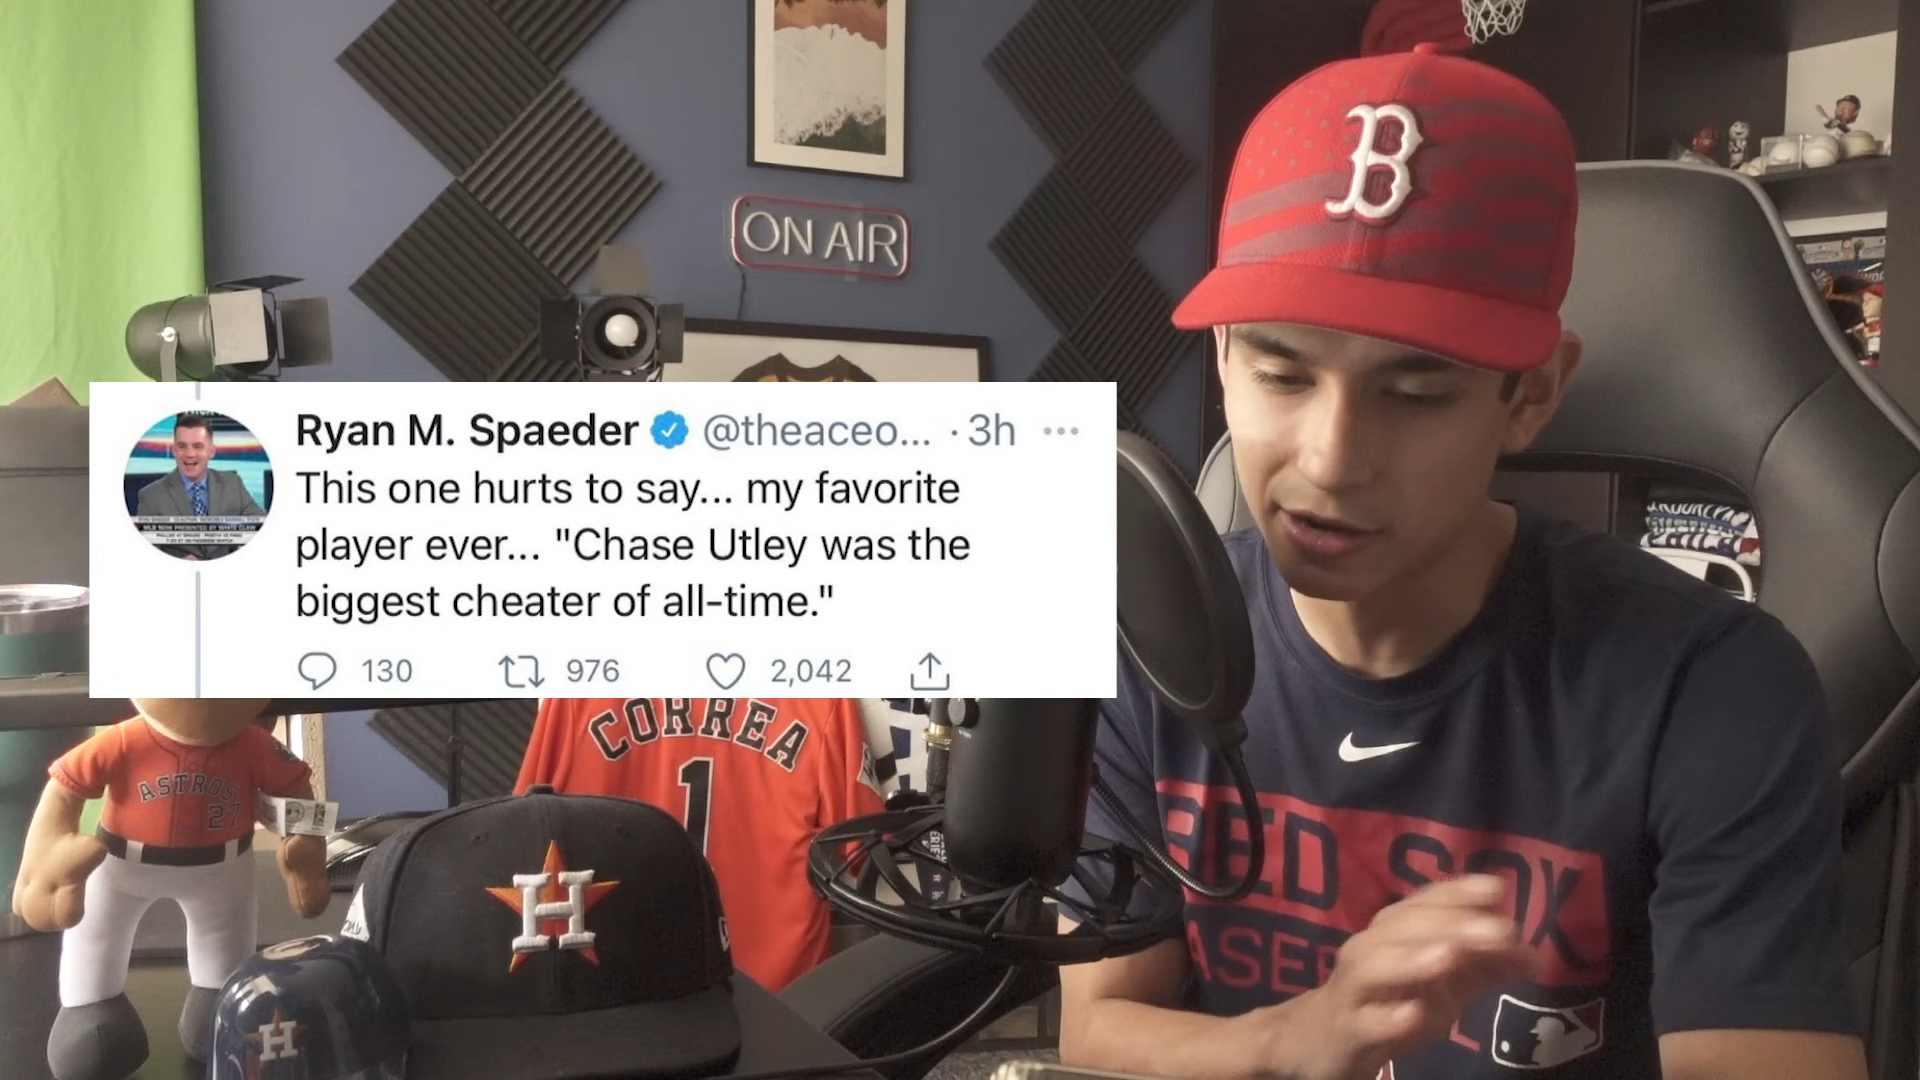 B
ON AIR
Ryan M. Spaeder @theaceo... · 3h ...
This one hurts to say... my favorite
player ever... "Chase Utley was the
biggest cheater of all-time."
130 976 2,042
CORREA
1
ASTROS
27
H
H
RED SOX
BASEB